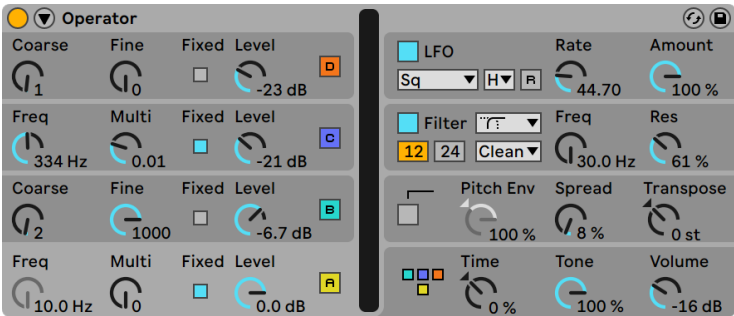 Operator
Coarse Fine Fixed Level
1 0 -23 dB D
Freq Multi Fixed Level
334 Hz 0.01 -21 dB C
Coarse Fine Fixed Level
2 1000 -6.7 dB B
Freq Multi Fixed Level
10.0 Hz 0 0.0 dB A
LFO Rate Amount
Sq H R 44.70 100 %
Filter Freq Res
12 24 Clean 30.0 Hz 61 %
Pitch Env Spread Transpose
100 % 8 % 0 st
Time Tone Volume
0 % 100 % -16 dB